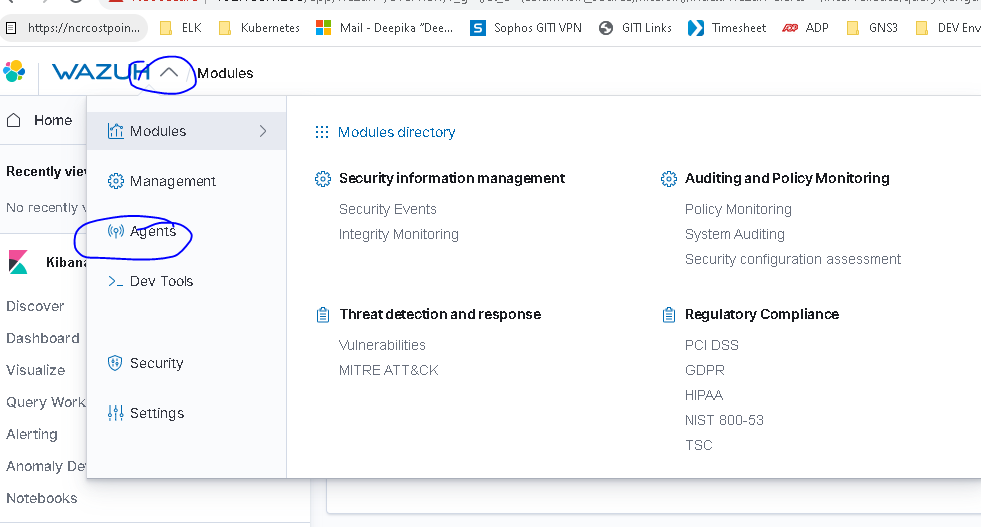 https://ncrcostpoin...
ELK
Kubernetes
Mail - Deepika "Dee...
Sophos GITI VPN
GITI Links
Timesheet
ADP
GNS3
DEV Env
WAZUH
Modules
Home
Recently view
No recently v
Kibana
Discover
Dashboard
Visualize
Query Work
Alerting
Anomaly De
Notebooks
Modules
Management
Agents
Dev Tools
Security
Settings
Modules directory
Security information management
Security Events
Integrity Monitoring
Auditing and Policy Monitoring
Policy Monitoring
System Auditing
Security configuration assessment
Threat detection and response
Vulnerabilities
MITRE ATT&CK
Regulatory Compliance
PCI DSS
GDPR
HIPAA
NIST 800-53
TSC